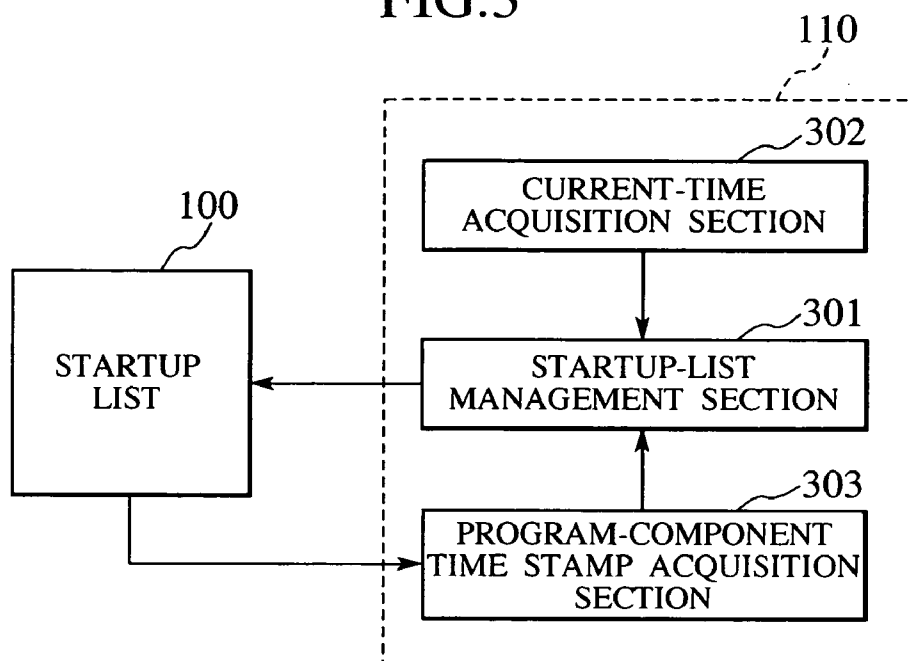 FIG.3
110
302
CURRENT-TIME
ACQUISITION SECTION
100
301
STARTUP
LIST
STARTUP-LIST
MANAGEMENT SECTION
303
PROGRAM-COMPONENT
TIME STAMP ACQUISITION
SECTION